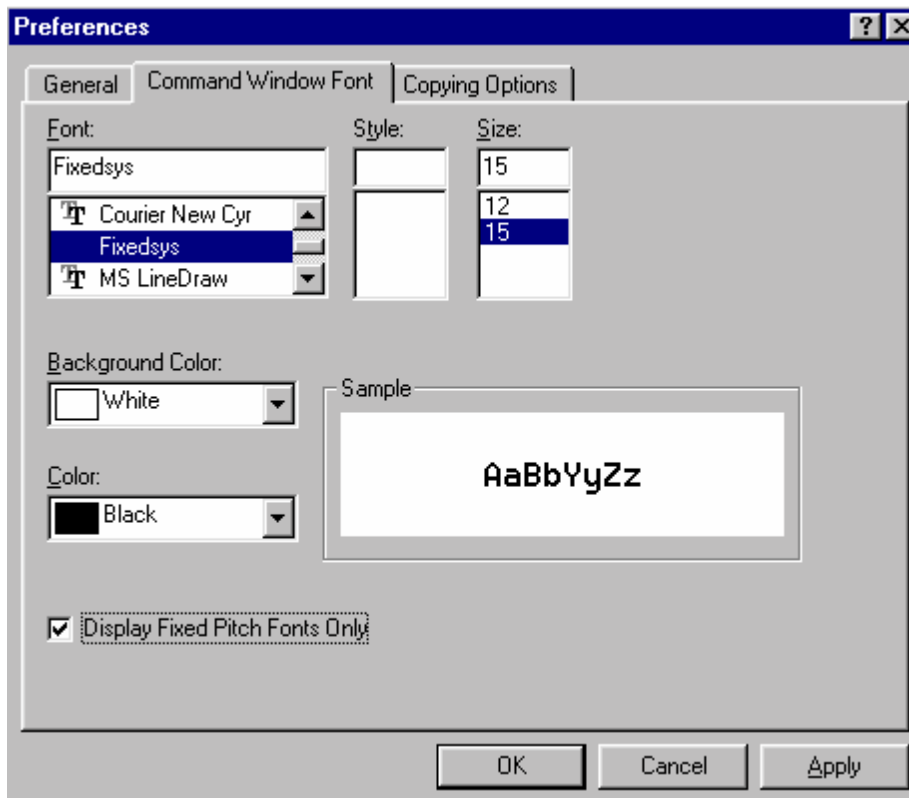 Preferences
General
Command Window Font
Copying Options
Font:
Style:
Size:
Fixedsys
15
Courier New Cyr
Fixedsys
MS LineDraw
12
15
Background Color:
White
Sample
AaBbYyZz
Color:
Black
Display Fixed Pitch Fonts Only
OK
Cancel
Apply